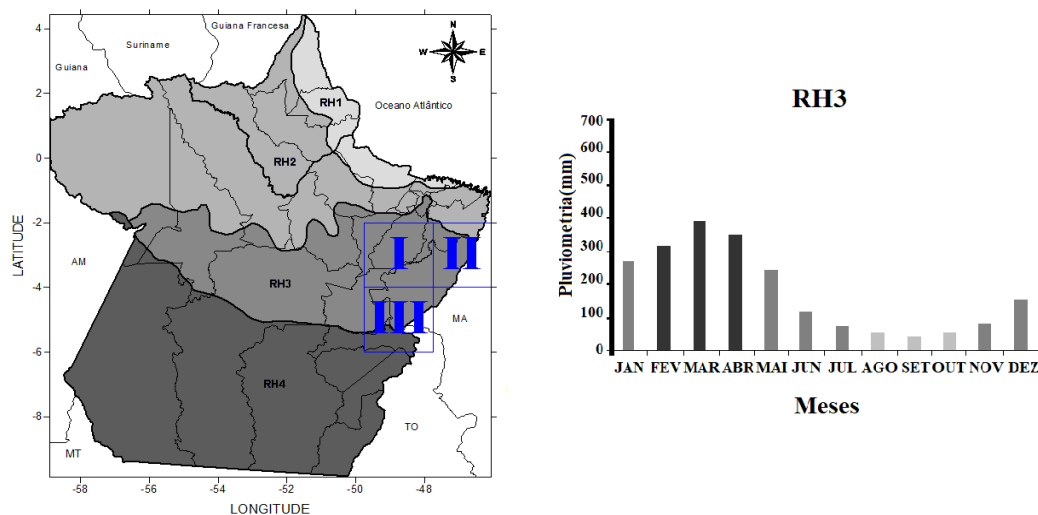 Guiana Francesa
Suriname
Guiana
N
W E
S
RH1
Oceano Atlântico
RH2
AM
I
II
RH3
III
MA
RH4
TO
MT
4
2
0
-2
-4
-6
-8
LATITUDE
-58 -56 -54 -52 -50 -48
LONGITUDE
RH3
Pluviometria(mm)
700
600
500
400
300
200
100
0
JAN FEV MAR ABR MAI JUN JUL AGO SET OUT NOV DEZ
Meses